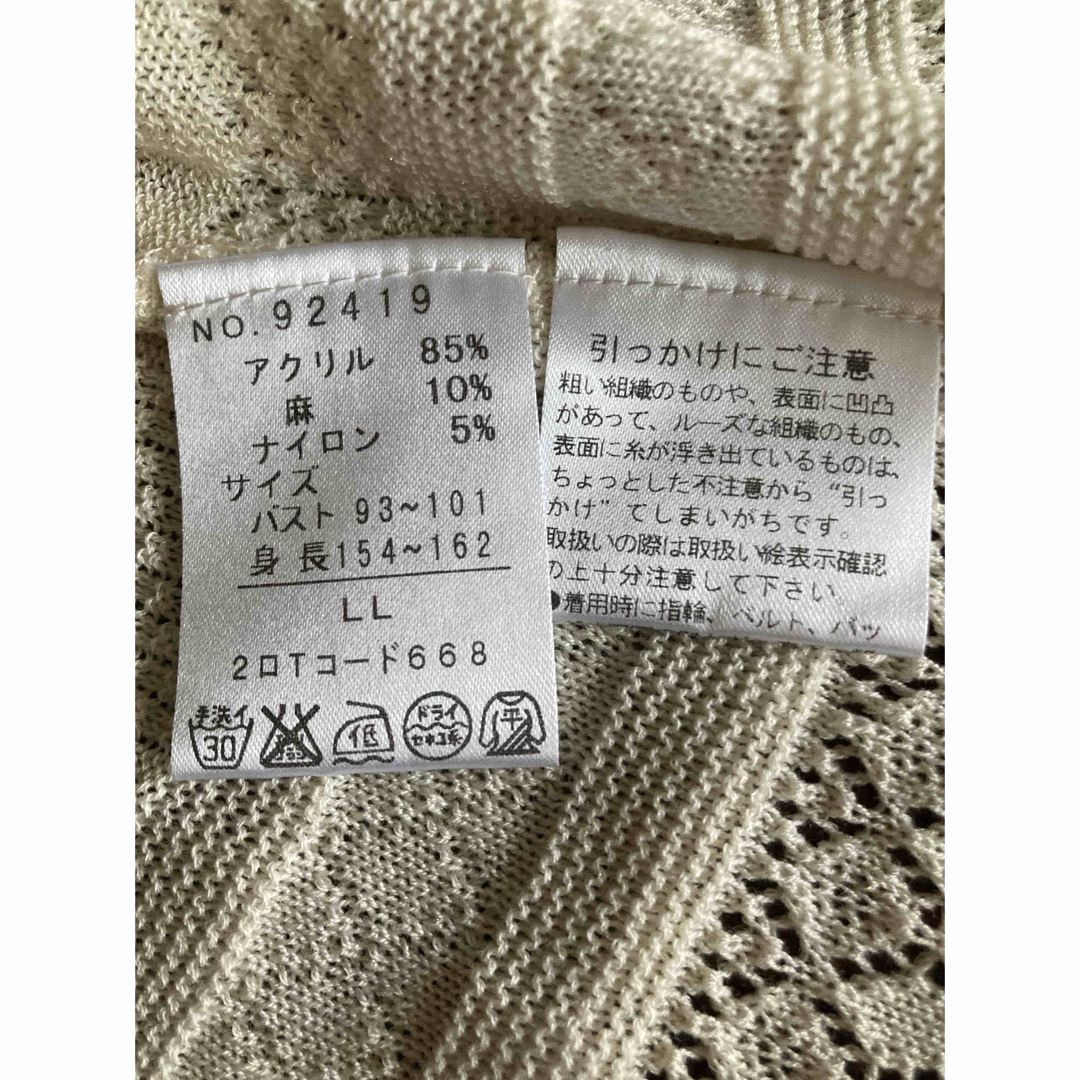 NO.92419
アクリル 85%
麻 10%
ナイロン 5%
サイズ
バスト 93~101
身 長154~162
LL
2ロTコード668
手洗イ
30
低
ドライ
セキユ系
平
引っかけにご注意
粗い組織のものや、表面に凹凸
があって、ルーズな組織のもの、
表面に糸が浮き出ているものは、
ちょっとした不注意から“引っ
かけ”てしまいがちです。
取扱いの際は取扱い絵表示確認
の上十分注意して下さい。
●着用時に指輪、ベルト、バッ